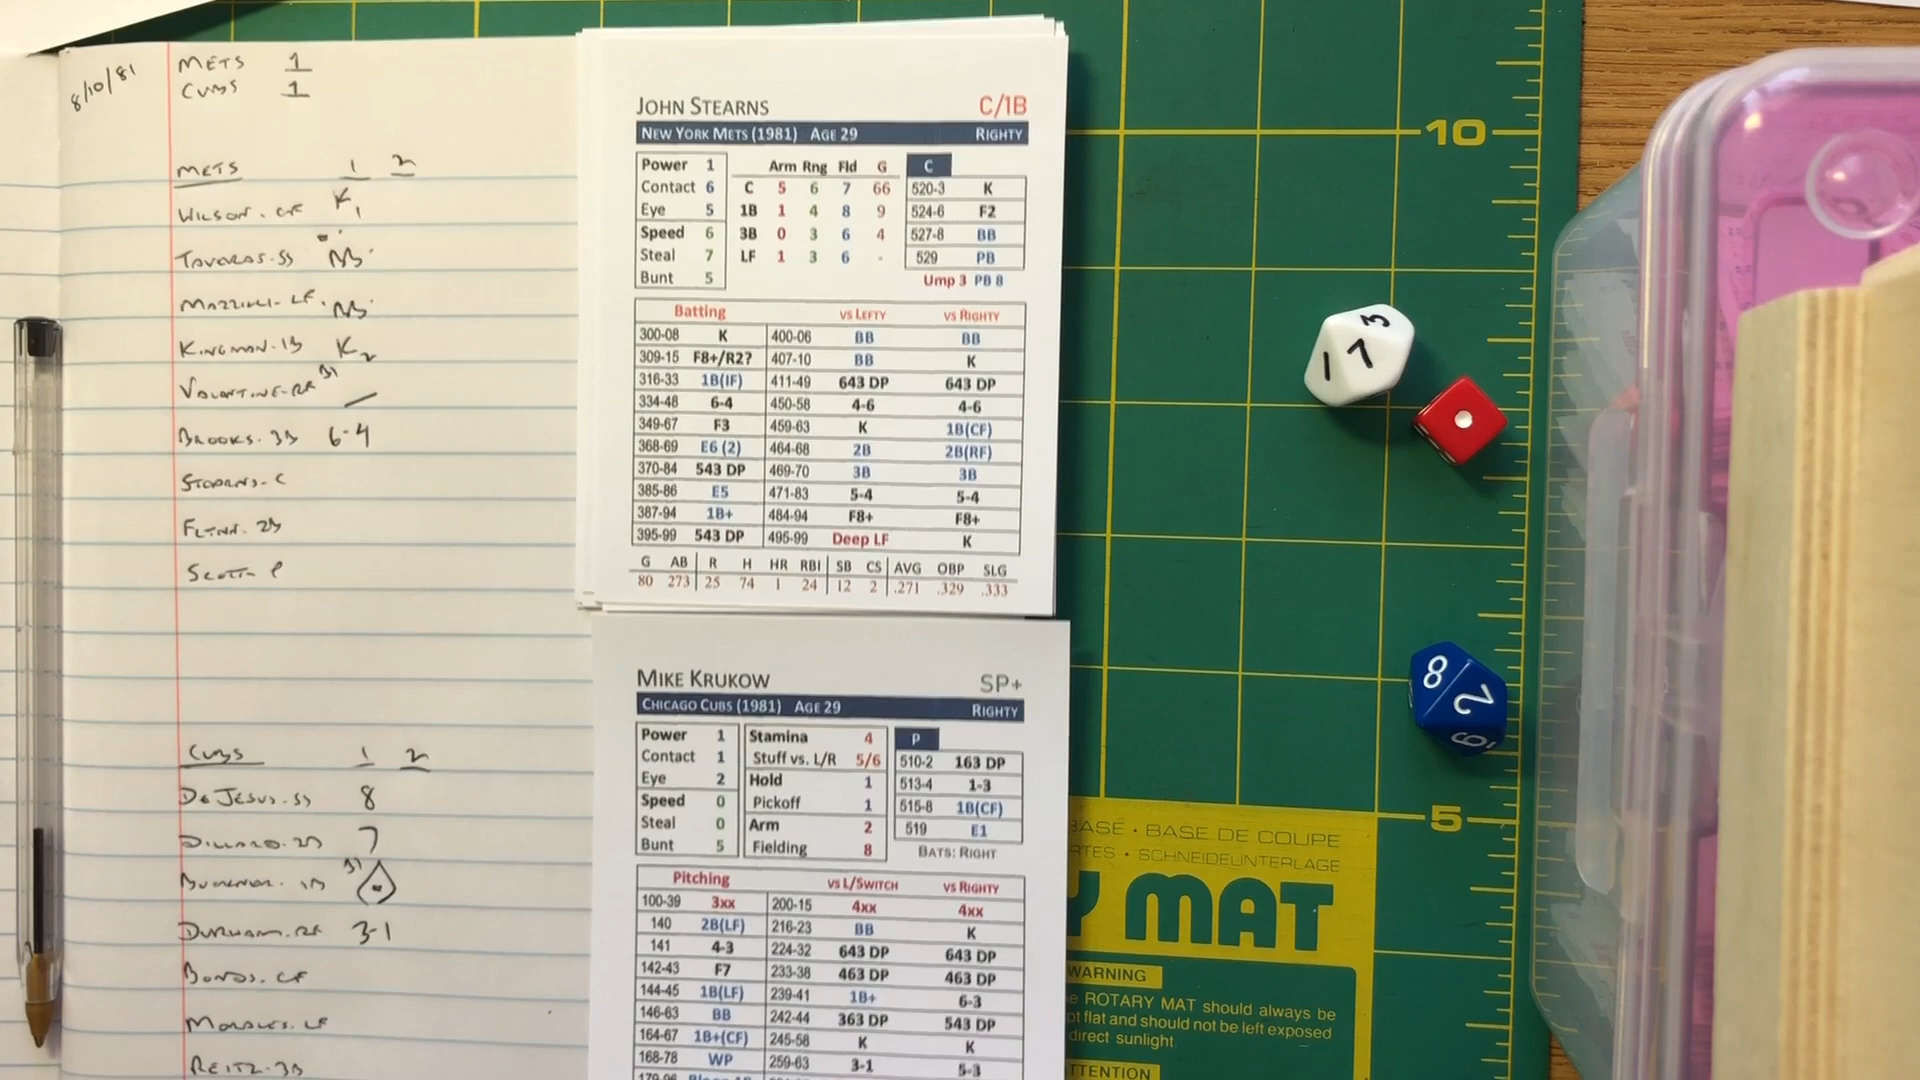 8/10/81
METS 1
CUBS 1
METS 1 2
WILSON. CF K1
TAVERAS. SS BB
MAZZILLI. LF. BB
KINGMAN. 1B K2
VALENTINE. RF 3B
BROOKS. 3B 6-4
STEARNS. C
FLYNN. 2B
SCOTT. P
CUBS 1 2
DEJESUS. SS 8
DILLARD. 2B 7
BUCKNER. 1B 31
DURHAM. RF 3-1
BONDS. CF
MORALES. LF
REITZ. 3B
JOHN STEARNS C/1B
NEW YORK METS (1981) AGE 29 RIGHTY
Power 1
Contact 6
Eye 5
Speed 6
Steal 7
Bunt 5
Arm Rng Fld G
C 5 6 7 66
1B 1 4 8 9
3B 0 3 6 4
LF 1 3 6 -
C
520-3 K
524-6 F2
527-8 BB
529 PB
Ump 3 PB 8
Batting VS LEFTY VS RIGHTY
300-08 K 400-06 BB BB
309-15 F8+/R2? 407-10 BB K
316-33 1B(IF) 411-49 643 DP 643 DP
334-48 6-4 450-58 4-6 4-6
349-67 F3 459-63 K 1B(CF)
368-69 E6 (2) 464-68 2B 2B(RF)
370-84 543 DP 469-70 3B 3B
385-86 E5 471-83 5-4 5-4
387-94 1B+ 484-94 F8+ F8+
395-99 543 DP 495-99 Deep LF K
G AB R H HR RBI SB CS AVG OBP SLG
80 273 25 74 1 24 12 2 .271 .329 .333
MIKE KRUKOW SP+
CHICAGO CUBS (1981) AGE 29 RIGHTY
Power 1
Contact 1
Eye 2
Speed 0
Steal 0
Bunt 5
Stamina 4
Stuff vs. L/R 5/6
Hold 1
Pickoff 1
Arm 2
Fielding 8
P
510-2 163 DP
513-4 1-3
515-8 1B(CF)
519 E1
BATS: RIGHT
Pitching VS L/SWITCH VS RIGHTY
100-39 3xx 200-15 4xx 4xx
140 2B(LF) 216-23 BB K
141 4-3 224-32 643 DP 643 DP
142-43 F7 233-38 463 DP 463 DP
144-45 1B(LF) 239-41 1B+ 6-3
146-63 BB 242-44 363 DP 543 DP
164-67 1B+(CF) 245-58 K K
168-78 WP 259-63 3-1 5-3
10
1 7 3
8 2 6
5
BASE • BASE DE COUPE
RTES • SCHNEIDEUNTERLAGE
Y MAT
WARNING
e ROTARY MAT should always be
pt flat and should not be left exposed
direct sunlight
TTENTION